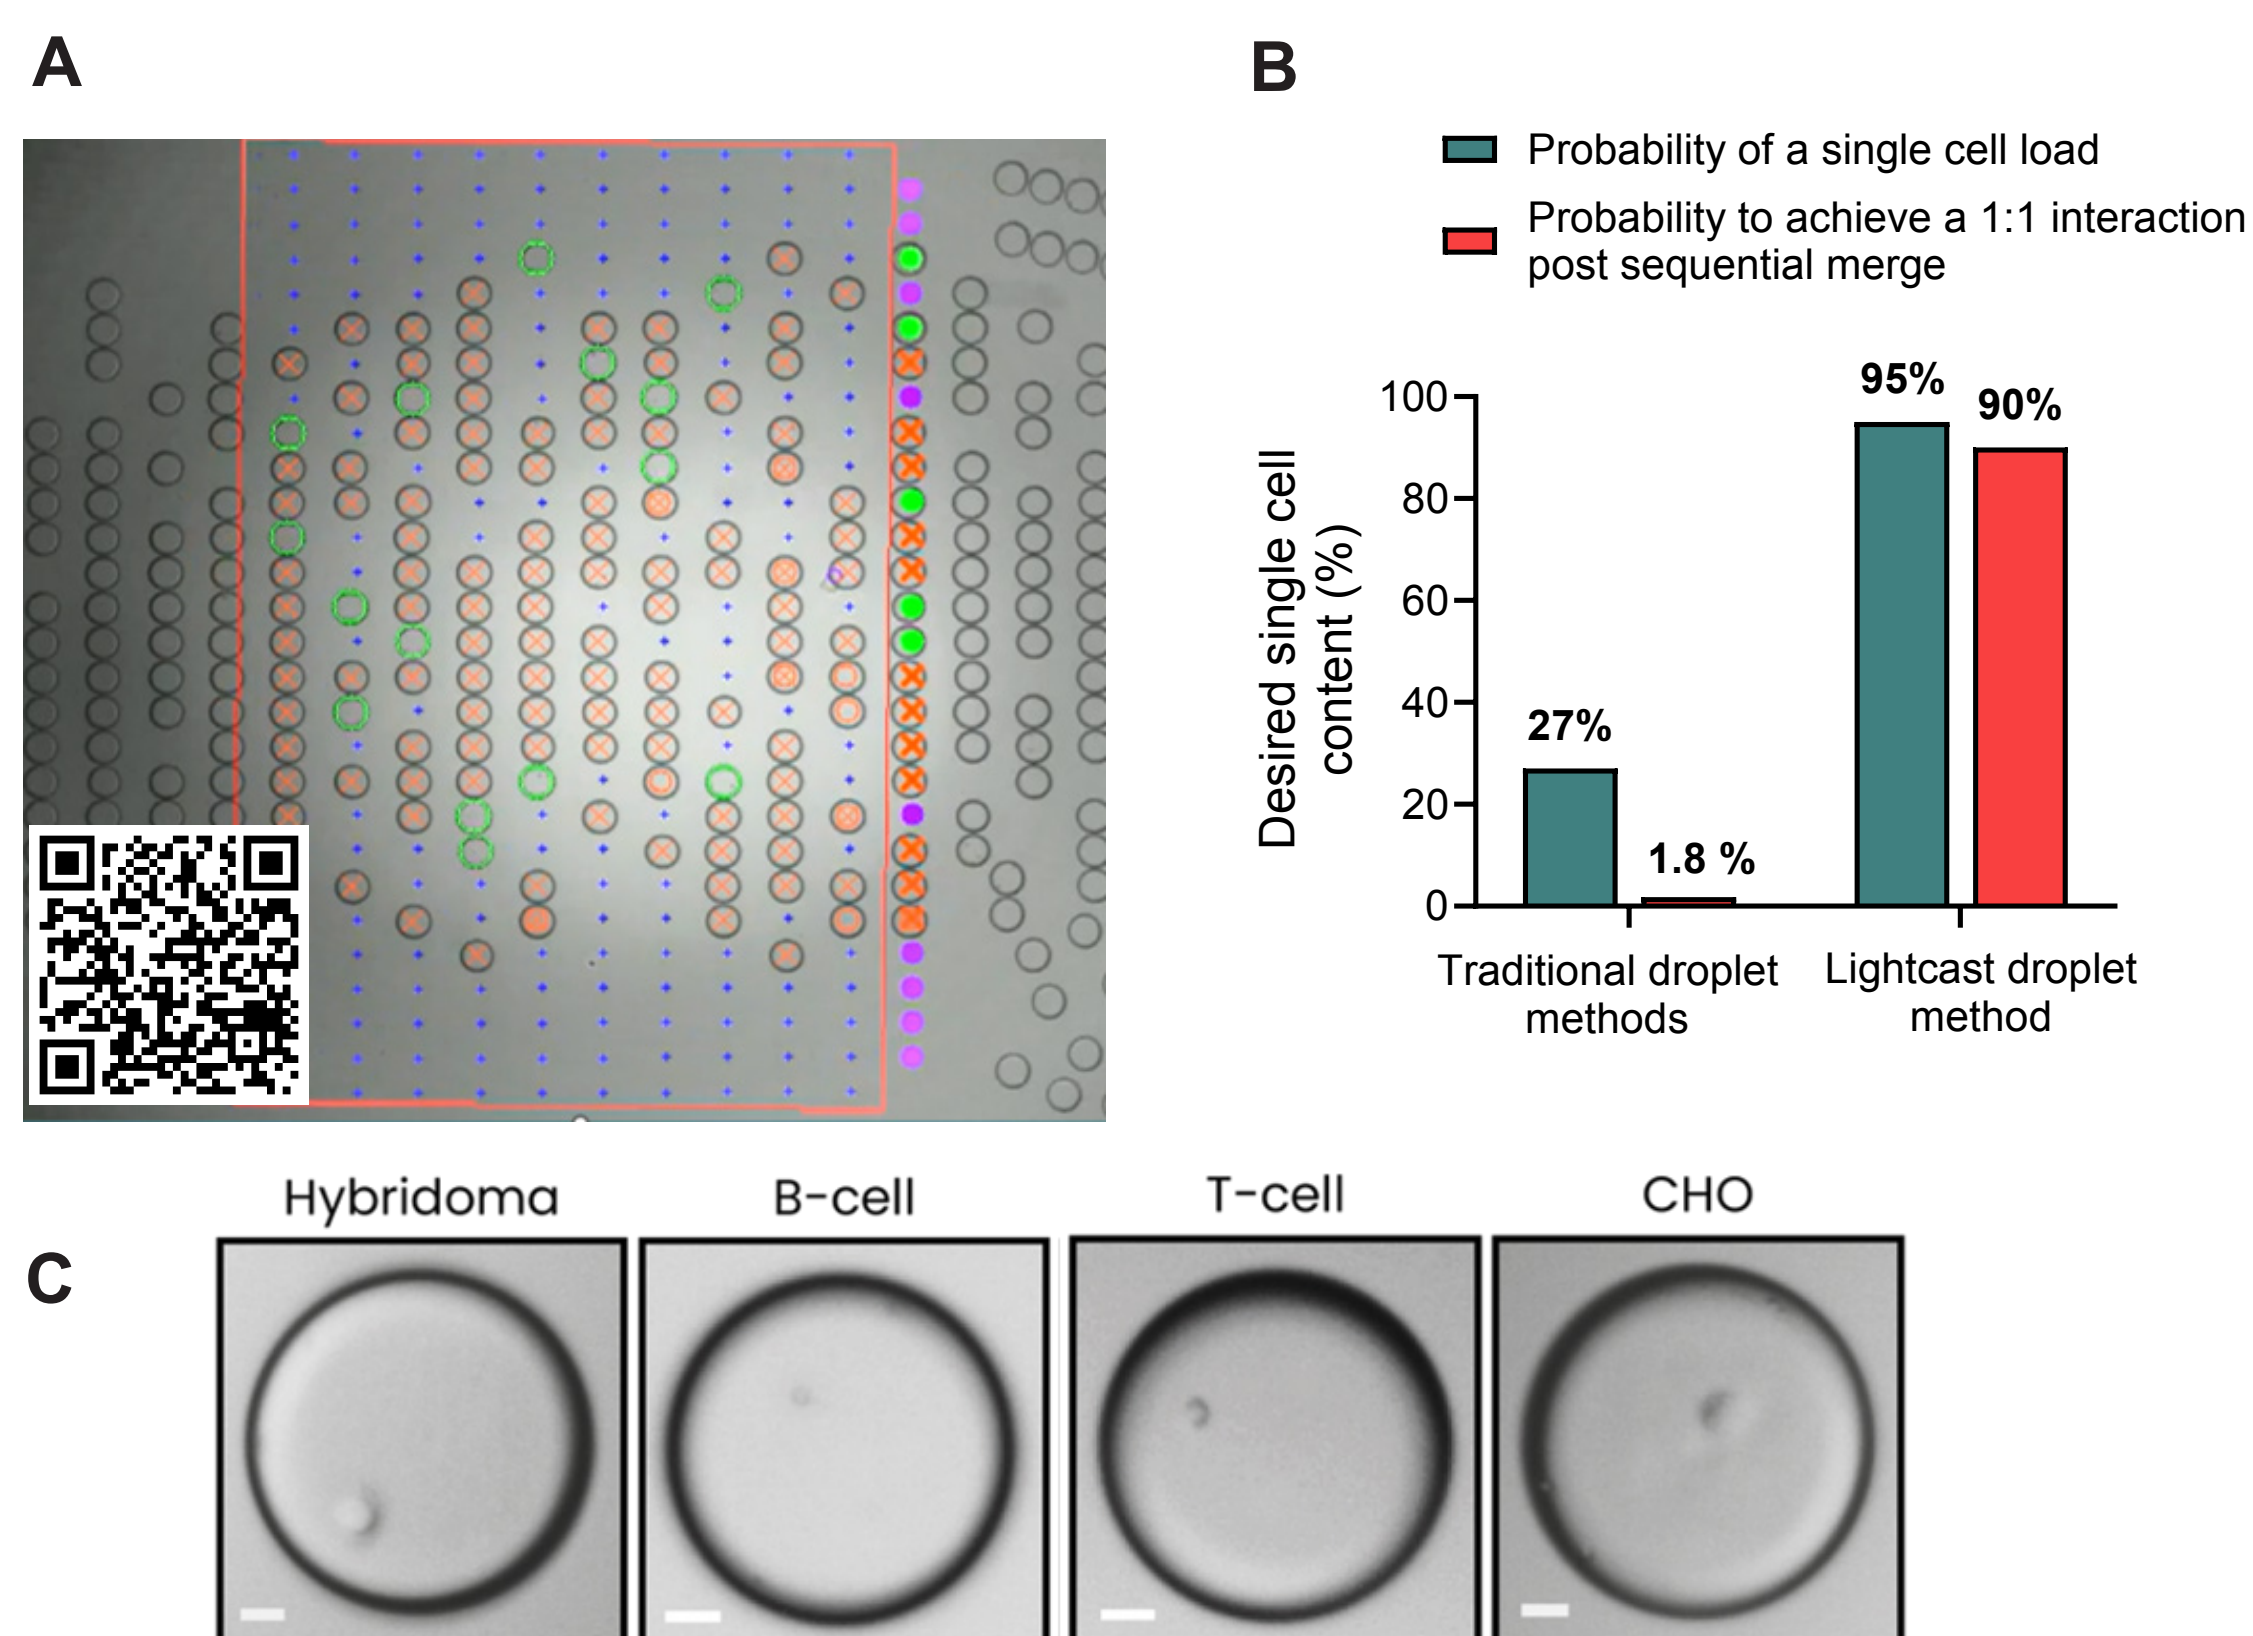 A
B
Probability of a single cell load
Probability to achieve a 1:1 interaction
post sequential merge
Desired single cell
content (%)
100
80
60
40
20
0
27%
1.8 %
95%
90%
Traditional droplet
methods
Lightcast droplet
method
C
Hybridoma
B-cell
T-cell
CHO